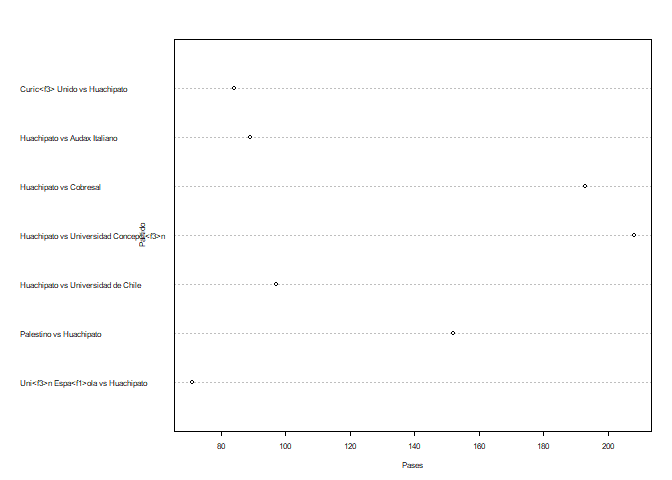 Curic<f3> Unido vs Huachipato
Huachipato vs Audax Italiano
Huachipato vs Cobresal
Partido
Huachipato vs Universidad Concepci<f3>n
Huachipato vs Universidad de Chile
Palestino vs Huachipato
Uni<f3>n Espa<f1>ola vs Huachipato
80 100 120 140 160 180 200
Pases